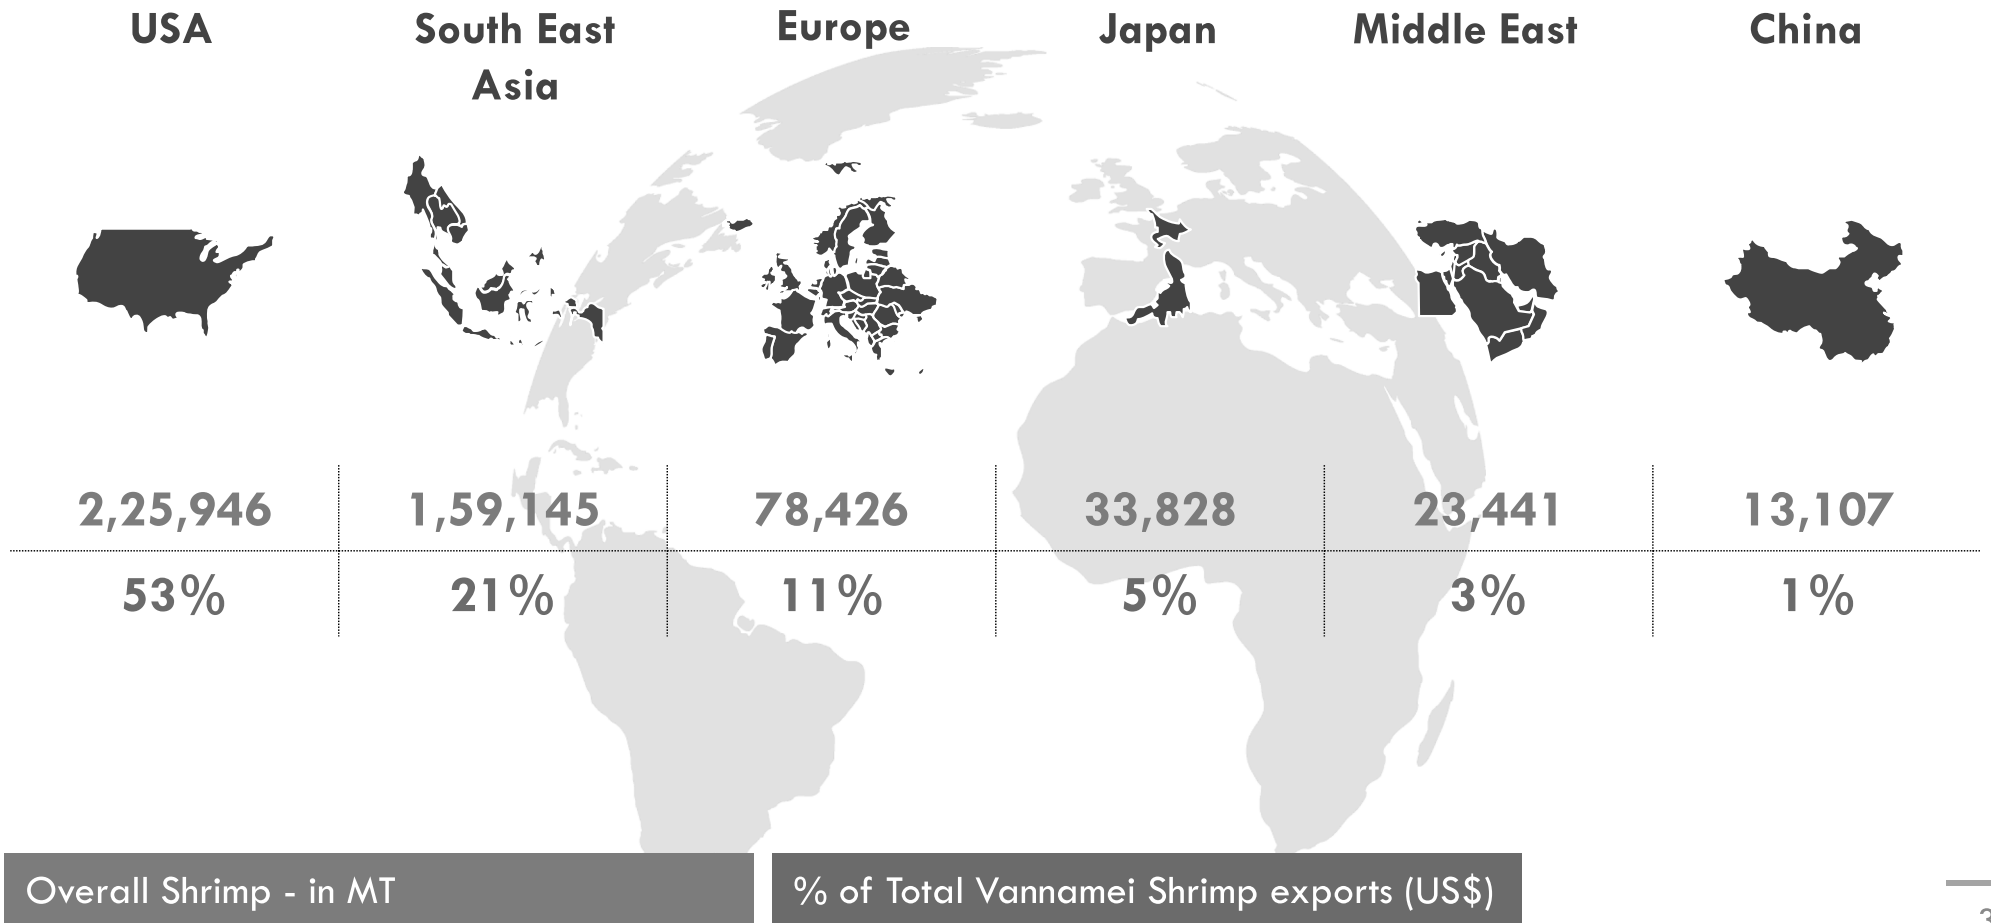 USA
South East
Asia
Europe
Japan
Middle East
China
2,25,946
1,59,145
78,426
33,828
23,441
13,107
53%
21%
11%
5%
3%
1%
Overall Shrimp - in MT
% of Total Vannamei Shrimp exports (US$)